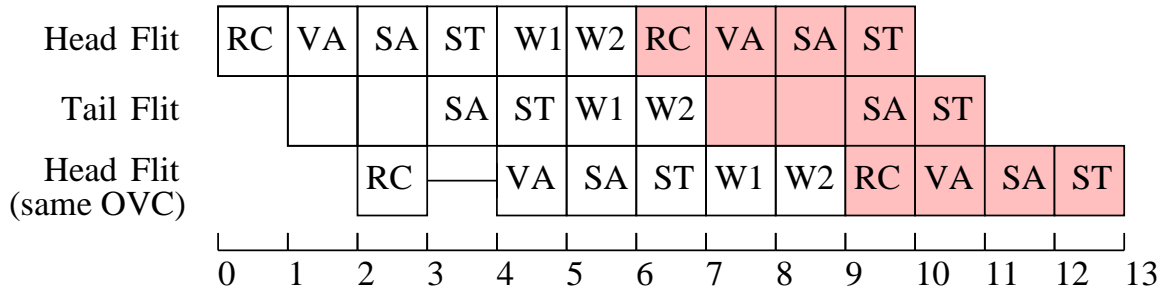 Head Flit RC VA SA ST W1 W2 RC VA SA ST
Tail Flit SA ST W1 W2 SA ST
Head Flit
(same OVC) RC VA SA ST W1 W2 RC VA SA ST
0 1 2 3 4 5 6 7 8 9 10 11 12 13